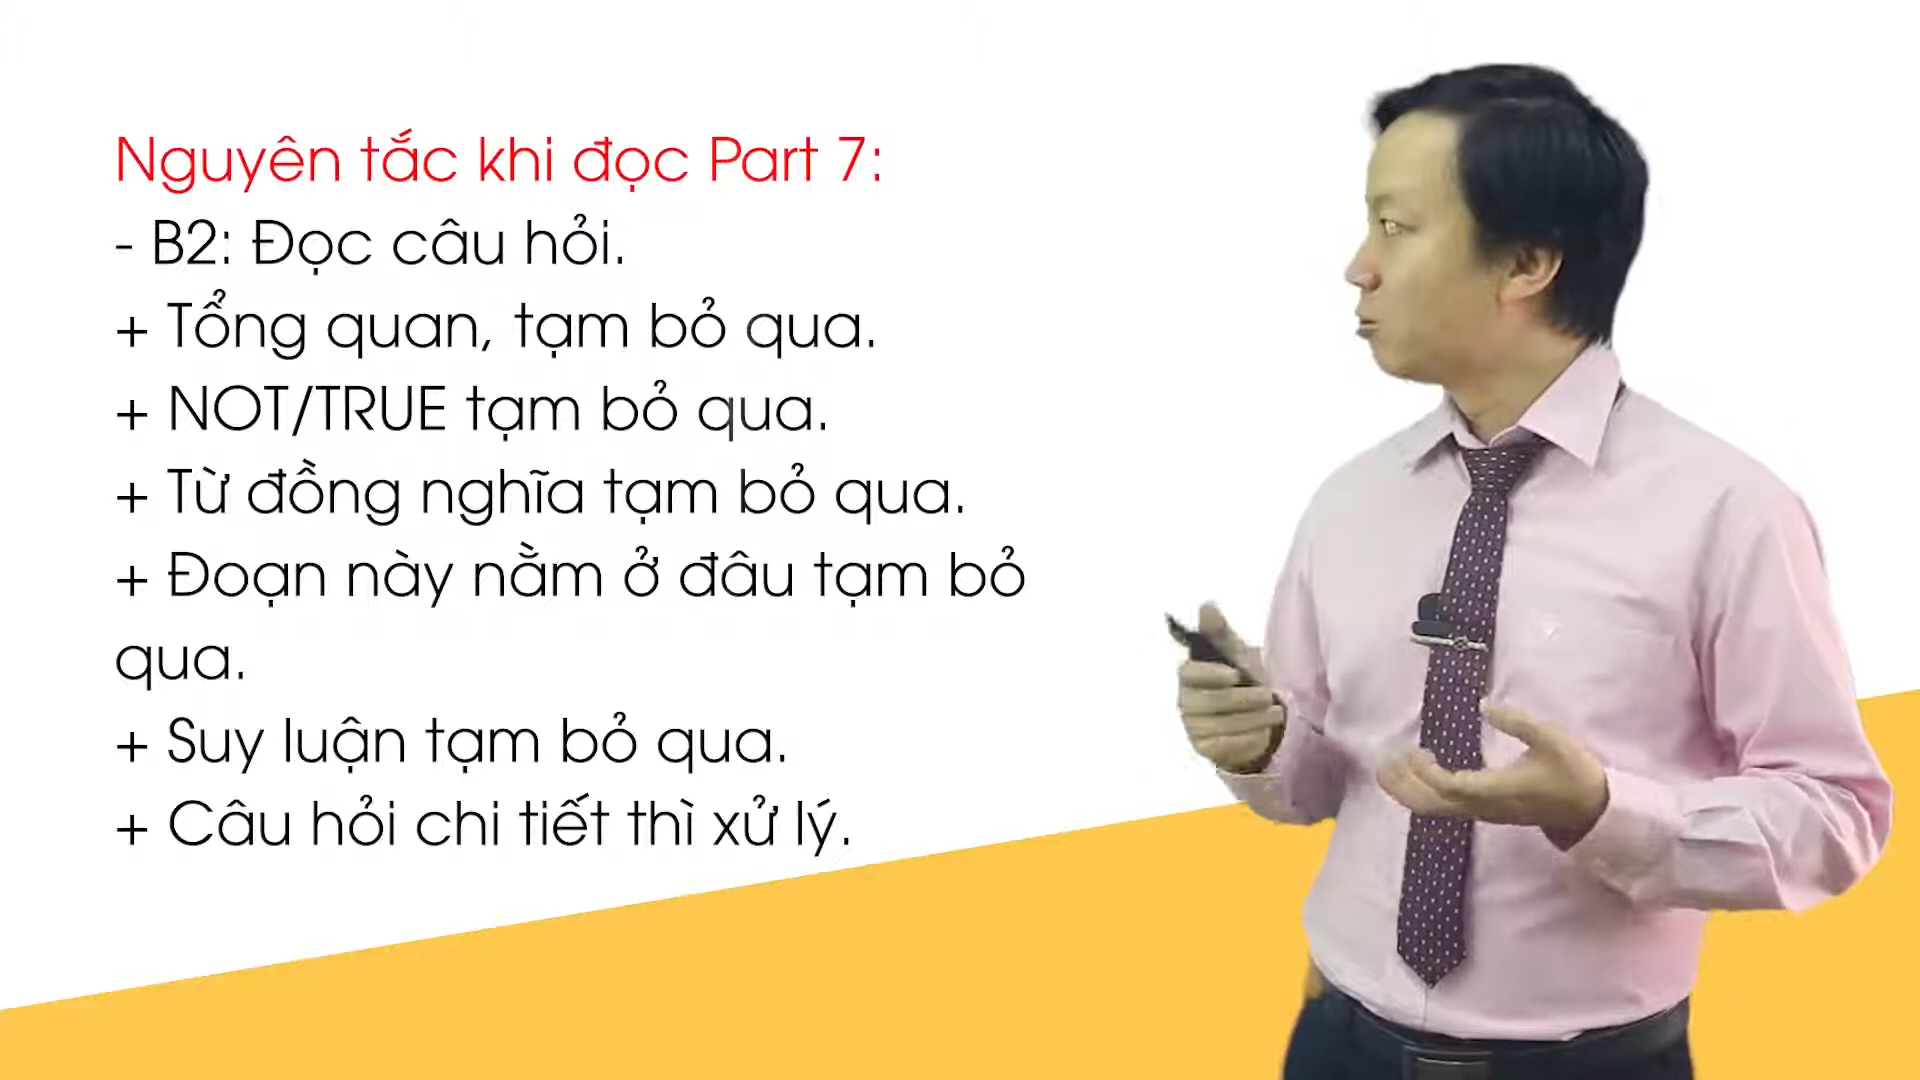 Nguyên tắc khi đọc Part 7:
- B2: Đọc câu hỏi.
+ Tổng quan, tạm bỏ qua.
+ NOT/TRUE tạm bỏ qua.
+ Từ đồng nghĩa tạm bỏ qua.
+ Đoạn này nằm ở đâu tạm bỏ
qua.
+ Suy luận tạm bỏ qua.
+ Câu hỏi chi tiết thì xử lý.